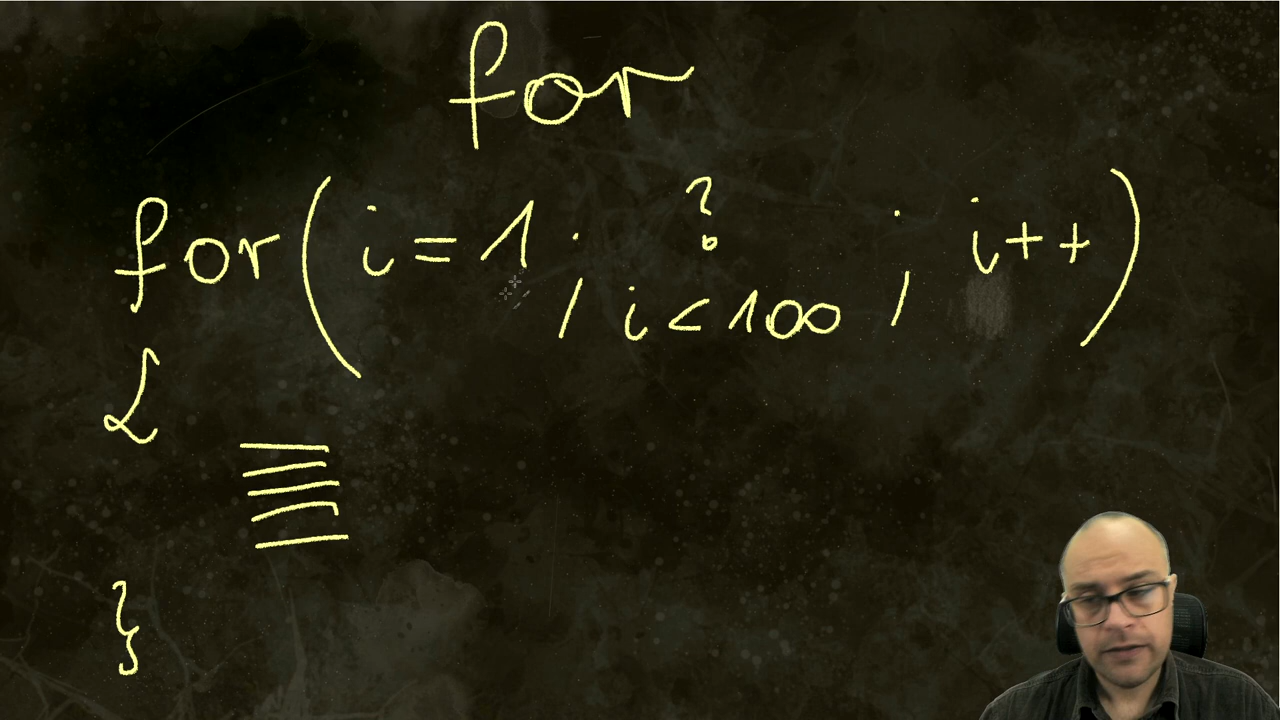 for
for( i=1 ; i<100 ; i++)
?
{
}